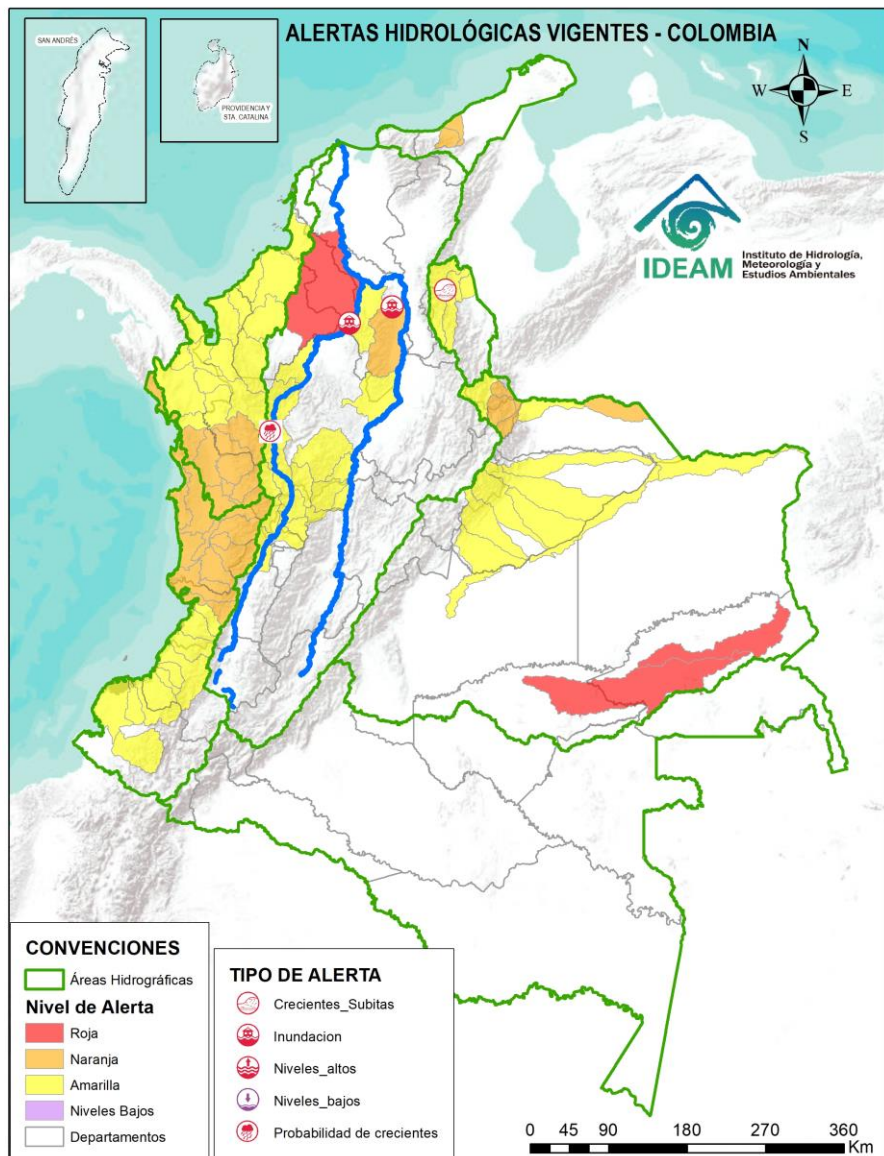 ALERTAS HIDROLÓGICAS VIGENTES - COLOMBIA
SAN ANDRÉS
PROVIDENCIA Y
STA. CATALINA
N
W
E
S
IDEAM
Instituto de Hidrología,
Meteorología y
Estudios Ambientales
CONVENCIONES
Áreas Hidrográficas
Nivel de Alerta
Roja
Naranja
Amarilla
Niveles Bajos
Departamentos
TIPO DE ALERTA
Crecientes_Subitas
Inundacion
Niveles_altos
Niveles_bajos
Probabilidad de crecientes
0 45 90 180 270 360
Km